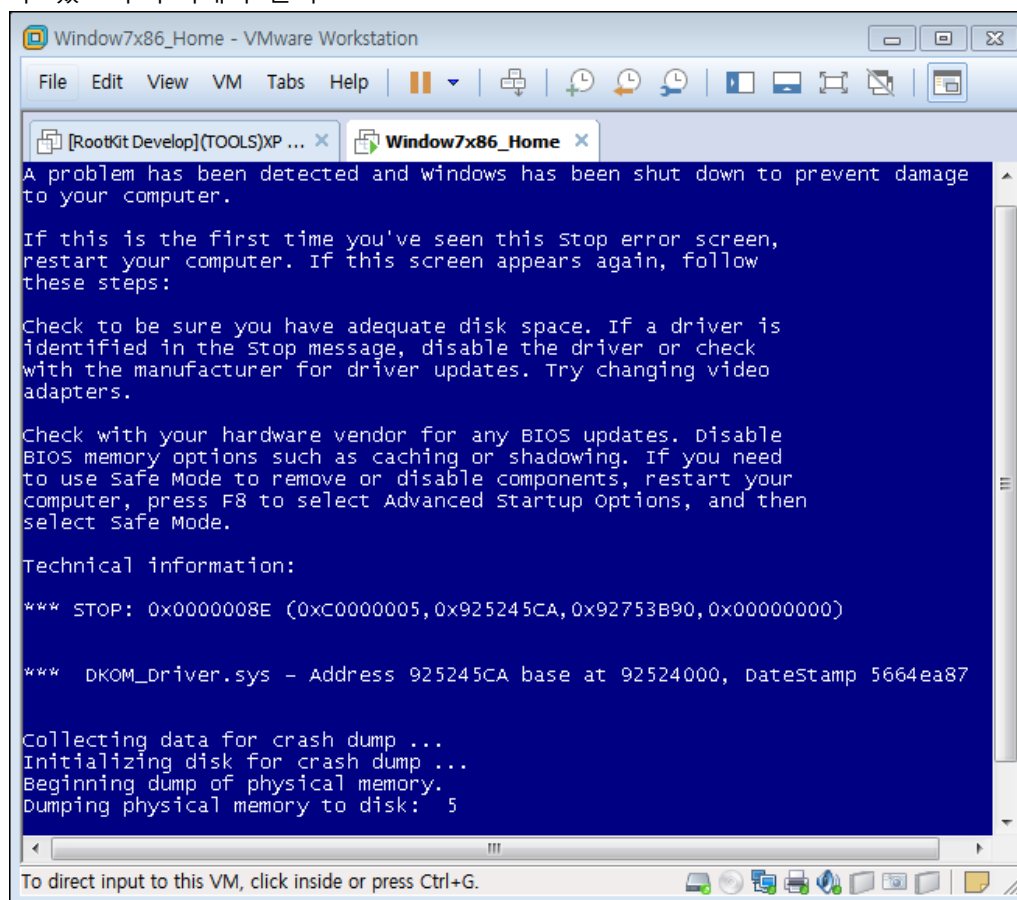 Window7x86_Home - VMware Workstation
File Edit View VM Tabs Help
[RootKit Develop](TOOLS)XP ...
Window7x86_Home
A problem has been detected and Windows has been shut down to prevent damage
to your computer.
If this is the first time you've seen this Stop error screen,
restart your computer. If this screen appears again, follow
these steps:
Check to be sure you have adequate disk space. If a driver is
identified in the Stop message, disable the driver or check
with the manufacturer for driver updates. Try changing video
adapters.
Check with your hardware vendor for any BIOS updates. Disable
BIOS memory options such as caching or shadowing. If you need
to use Safe Mode to remove or disable components, restart your
computer, press F8 to select Advanced Startup Options, and then
select Safe Mode.
Technical information:
*** STOP: 0x0000008E (0xC0000005,0x925245CA,0x92753B90,0x00000000)
*** DKOM_Driver.sys - Address 925245CA base at 92524000, DateStamp 5664ea87
Collecting data for crash dump ...
Initializing disk for crash dump ...
Beginning dump of physical memory.
Dumping physical memory to disk: 5
To direct input to this VM, click inside or press Ctrl+G.